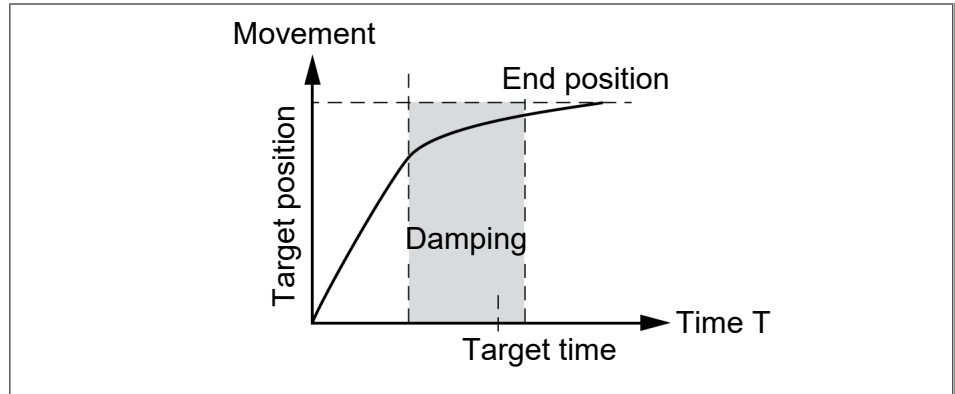 Movement
End position
Target position
Damping
Time T
Target time